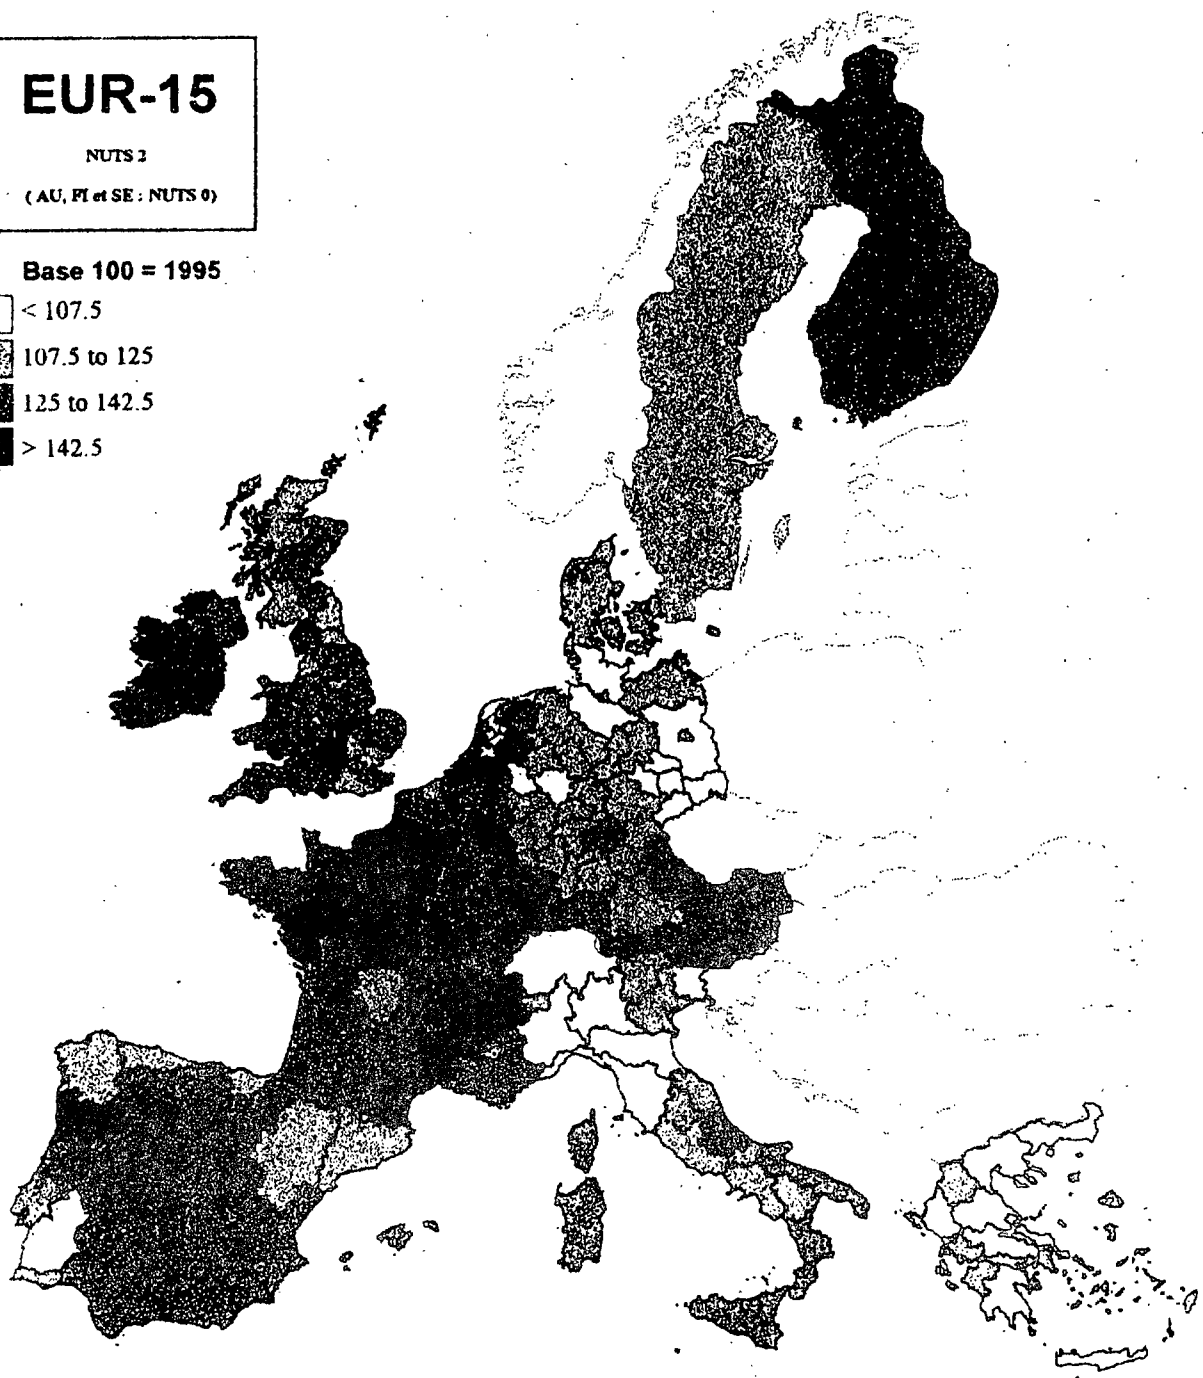 EUR-15
NUTS 2
( AU, FI et SE : NUTS 0)
Base 100 = 1995
< 107.5
107.5 to 125
125 to 142.5
> 142.5